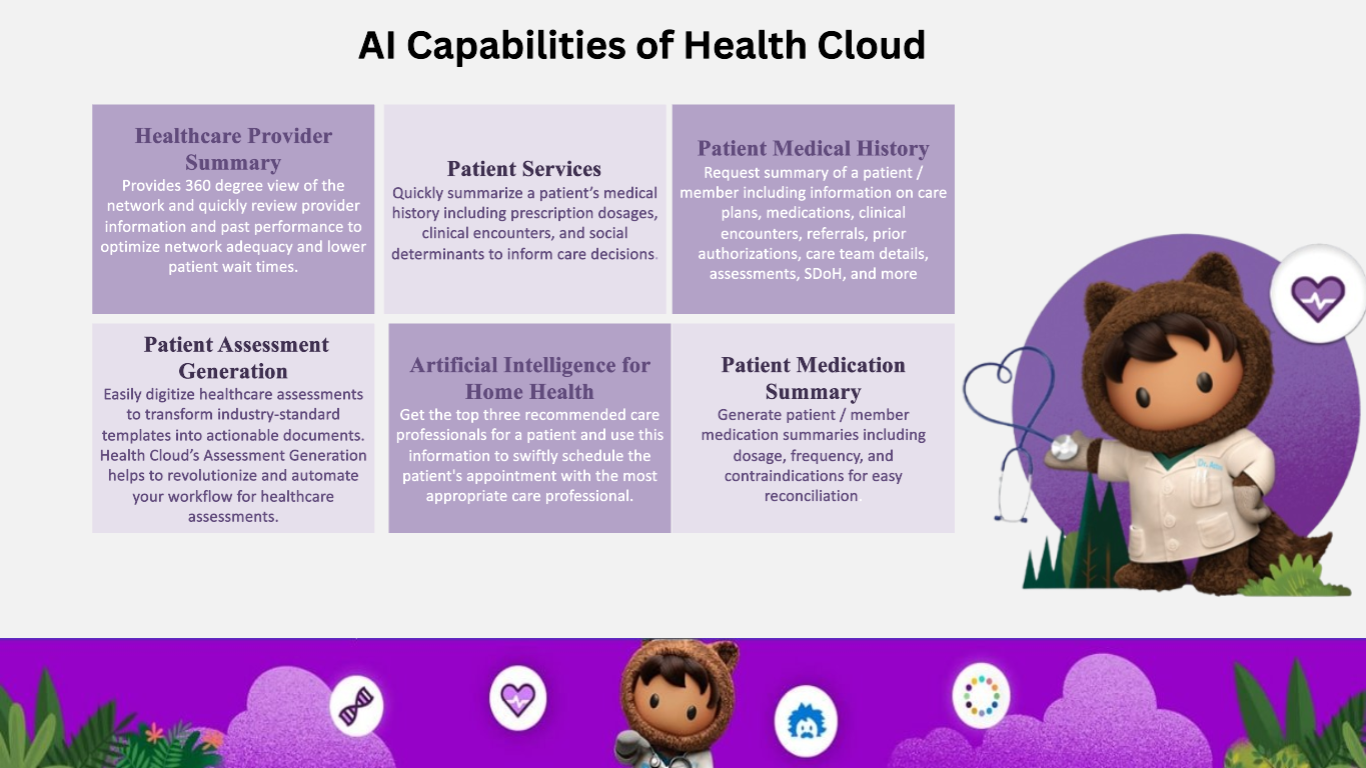 AI Capabilities of Health Cloud
Healthcare Provider
Summary
Provides 360 degree view of the
network and quickly review provider
information and past performance to
optimize network adequacy and lower
patient wait times.
Patient Services
Quickly summarize a patient’s medical
history including prescription dosages,
clinical encounters, and social
determinants to inform care decisions.
Patient Medical History
Request summary of a patient /
member including information on care
plans, medications, clinical
encounters, referrals, prior
authorizations, care team details,
assessments, SDoH, and more
Patient Assessment
Generation
Easily digitize healthcare assessments
to transform industry-standard
templates into actionable documents.
Health Cloud’s Assessment Generation
helps to revolutionize and automate
your workflow for healthcare
assessments.
Artificial Intelligence for
Home Health
Get the top three recommended care
professionals for a patient and use this
information to swiftly schedule the
patient's appointment with the most
appropriate care professional.
Patient Medication
Summary
Generate patient / member
medication summaries including
dosage, frequency, and
contraindications for easy
reconciliation.